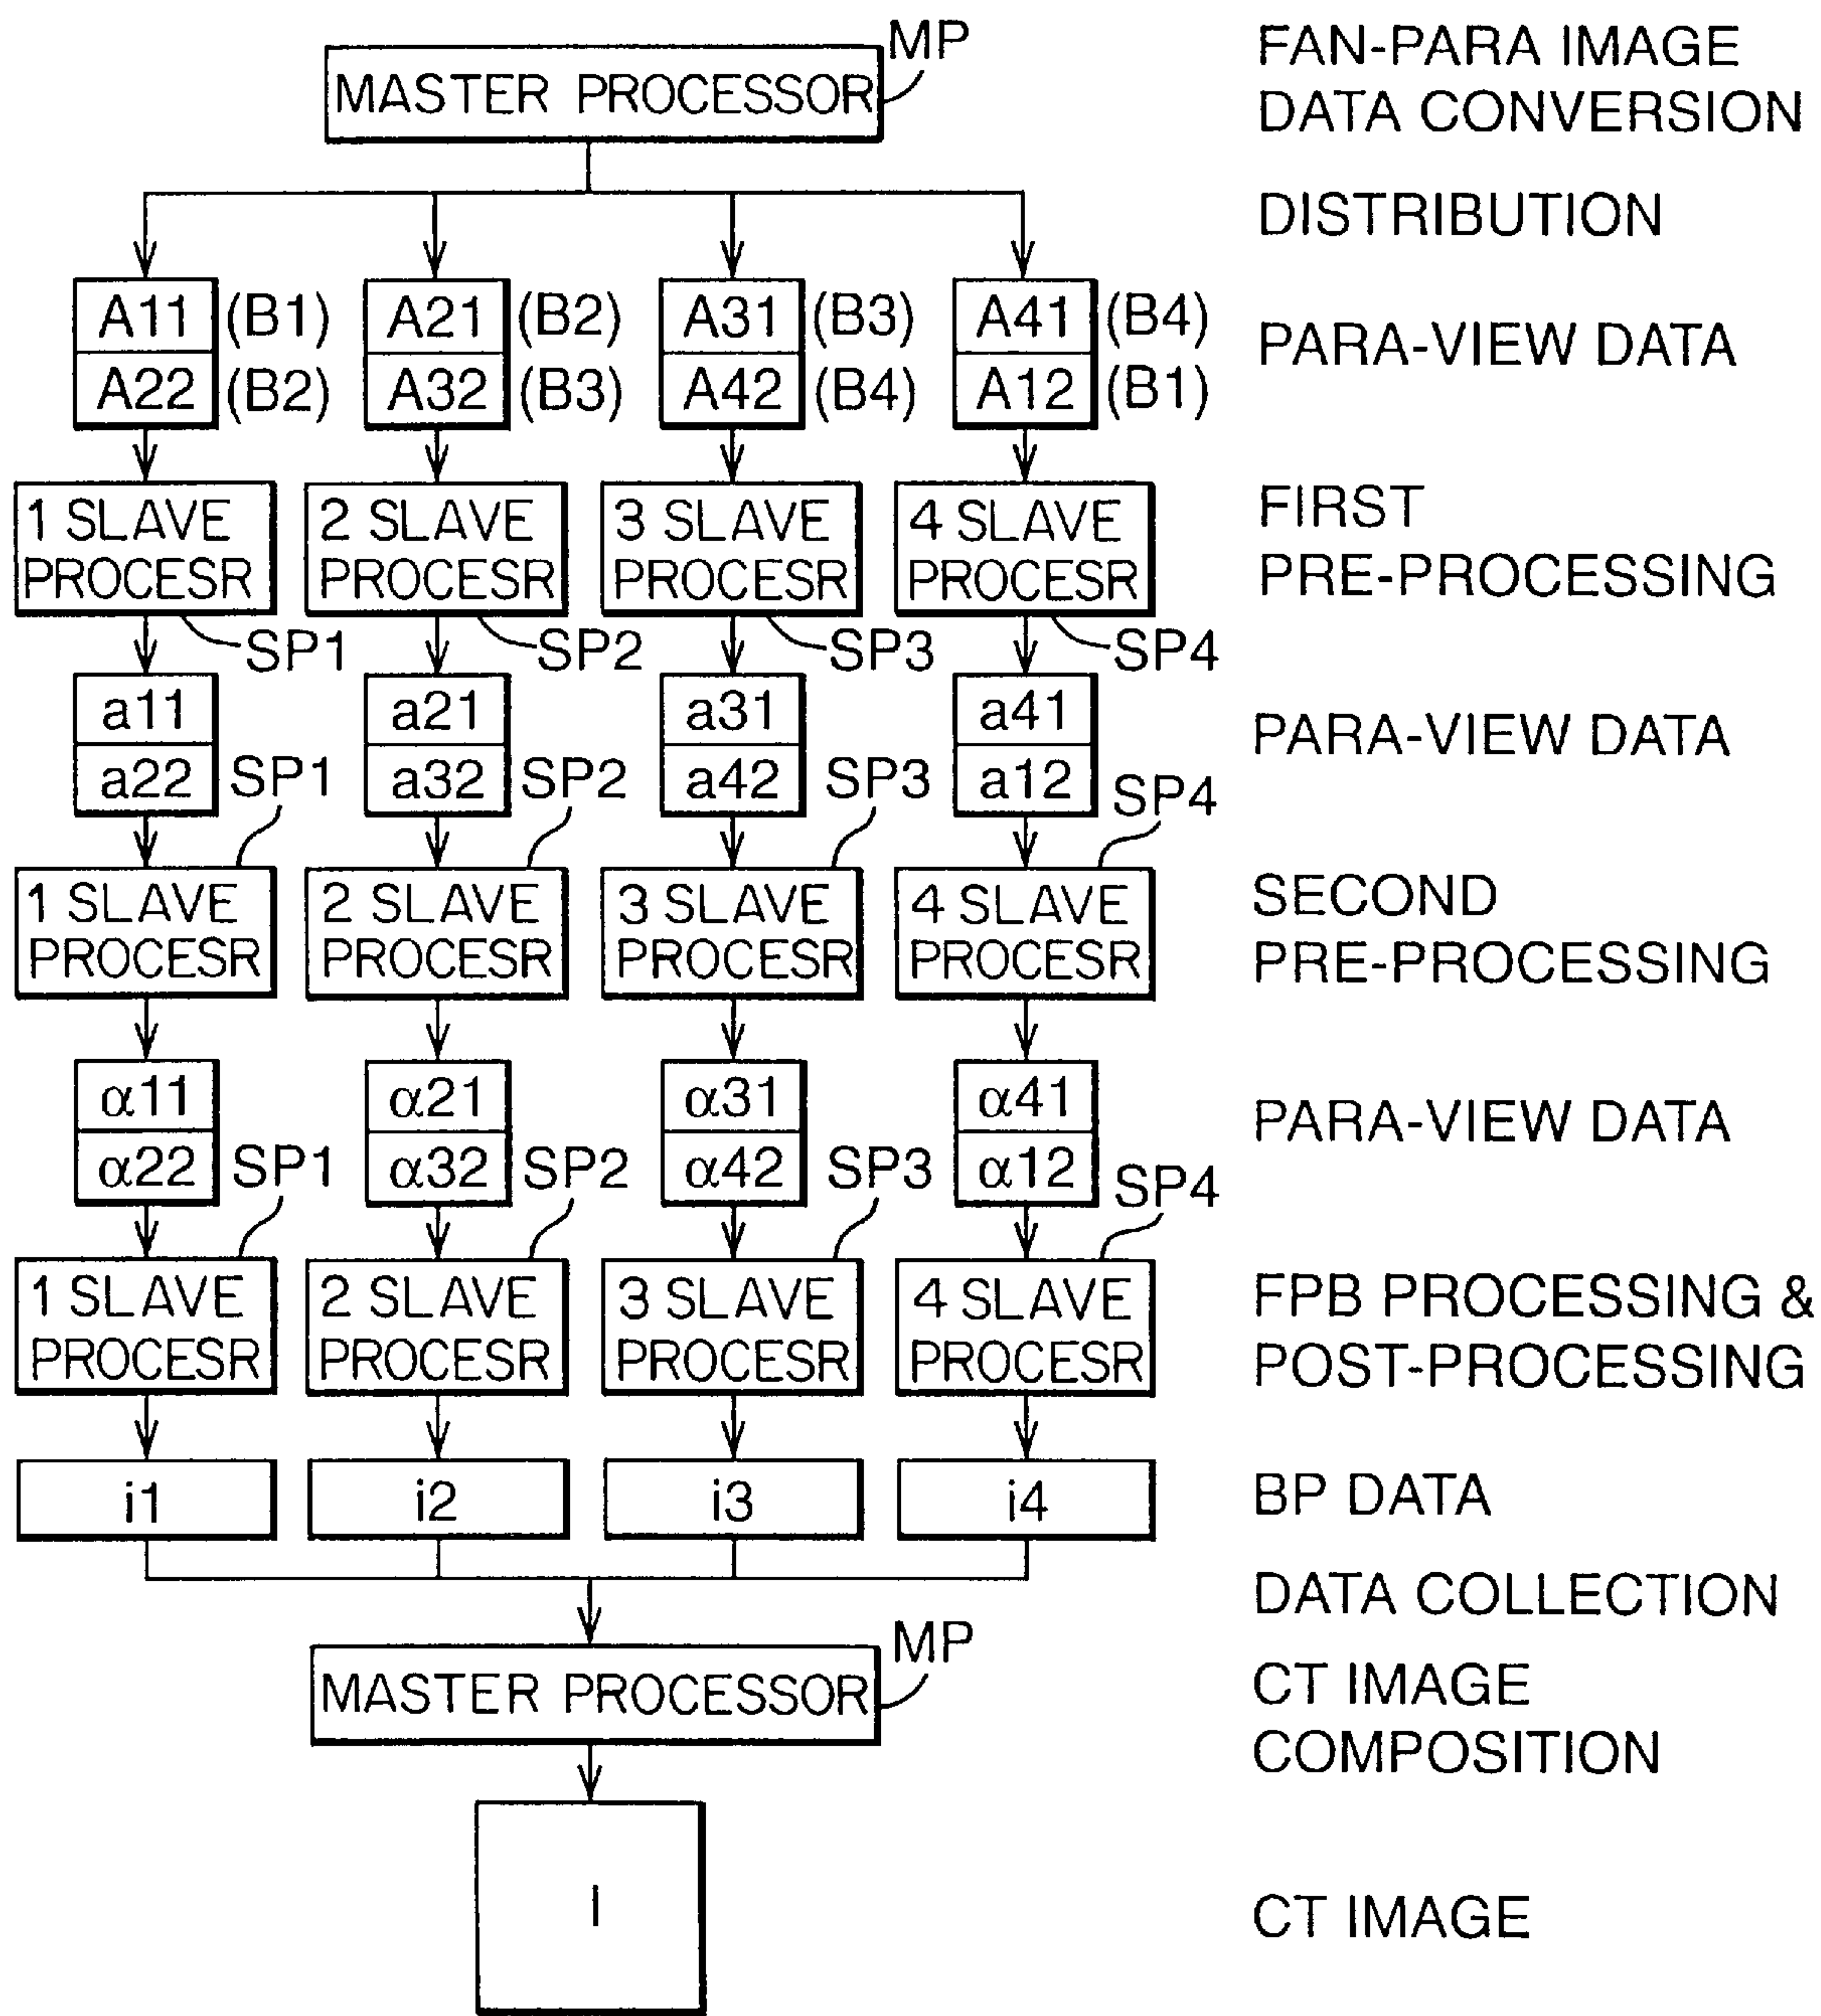 MP
MASTER PROCESSOR
FAN-PARA IMAGE
DATA CONVERSION
DISTRIBUTION
A11 (B1) A21 (B2) A31 (B3) A41 (B4)
A22 (B2) A32 (B3) A42 (B4) A12 (B1)
PARA-VIEW DATA
1 SLAVE 2 SLAVE 3 SLAVE 4 SLAVE
PROCESR PROCESR PROCESR PROCESR
FIRST
PRE-PROCESSING
SP1 SP2 SP3 SP4
a11 a21 a31 a41
a22 a32 a42 a12
PARA-VIEW DATA
SP1 SP2 SP3 SP4
1 SLAVE 2 SLAVE 3 SLAVE 4 SLAVE
PROCESR PROCESR PROCESR PROCESR
SECOND
PRE-PROCESSING
α11 α21 α31 α41
α22 α32 α42 α12
PARA-VIEW DATA
SP1 SP2 SP3 SP4
1 SLAVE 2 SLAVE 3 SLAVE 4 SLAVE
PROCESR PROCESR PROCESR PROCESR
FPB PROCESSING &
POST-PROCESSING
i1 i2 i3 i4
BP DATA
DATA COLLECTION
MP
MASTER PROCESSOR
CT IMAGE
COMPOSITION
I
CT IMAGE